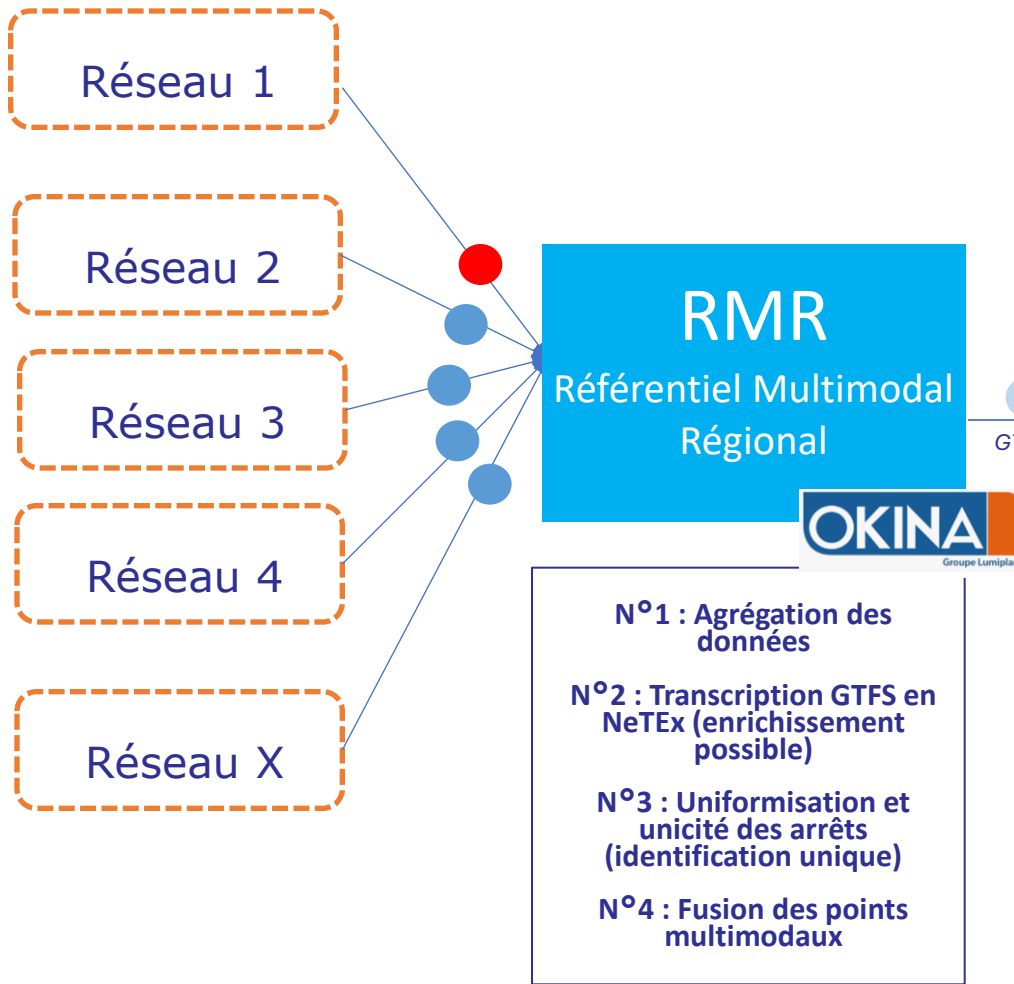 Réseau 1
Réseau 2
Réseau 3
Réseau 4
Réseau X
RMR
Référentiel Multimodal
Régional
OKINA
Groupe Lumiplan
N°1 : Agrégation des
données
N°2 : Transcription GTFS en
NeTEx (enrichissement
possible)
N°3 : Uniformisation et
unicité des arrêts
(identification unique)
N°4 : Fusion des points
multimodaux